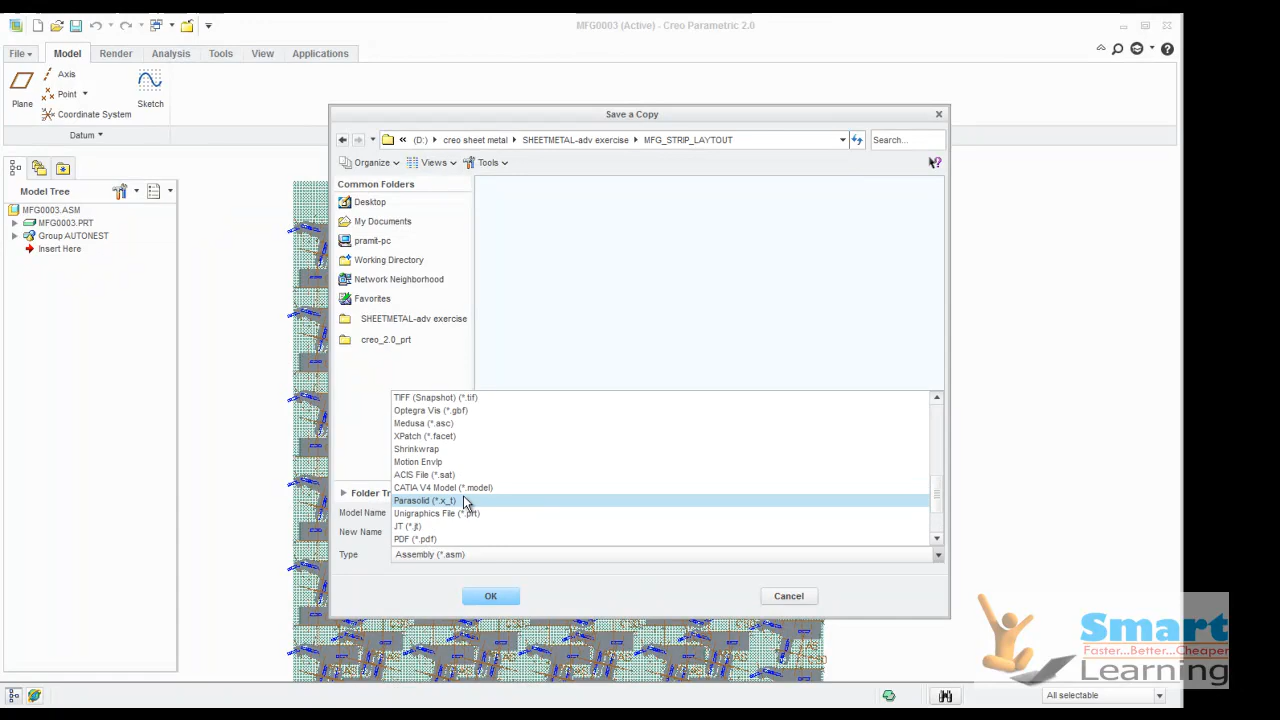 MFG0003 (Active) - Creo Parametric 2.0
File
Model
Render
Analysis
Tools
View
Applications
Plane
Axis
Point
Coordinate System
Sketch
Datum
Model Tree
MFG0003.ASM
MFG0003.PRT
Group AUTONEST
Insert Here
Save a Copy
(D:)
creo sheet metal
SHEETMETAL-adv exercise
MFG_STRIP_LAYTOUT
Search...
Organize
Views
Tools
Common Folders
Desktop
My Documents
pramit-pc
Working Directory
Network Neighborhood
Favorites
SHEETMETAL-adv exercise
creo_2.0_prt
TIFF (Snapshot) (*.tif)
Optegra Vis (*.gbf)
Medusa (*.asc)
XPatch (*.facet)
Shrinkwrap
Motion Envlp
ACIS File (*.sat)
CATIA V4 Model (*.model)
Parasolid (*.x_t)
Unigraphics File (*.prt)
JT (*.jt)
PDF (*.pdf)
Folder Tr
Model Name
New Name
Type
Assembly (*.asm)
OK
Cancel
All selectable
Smart
Faster...Better...Cheaper
Learning